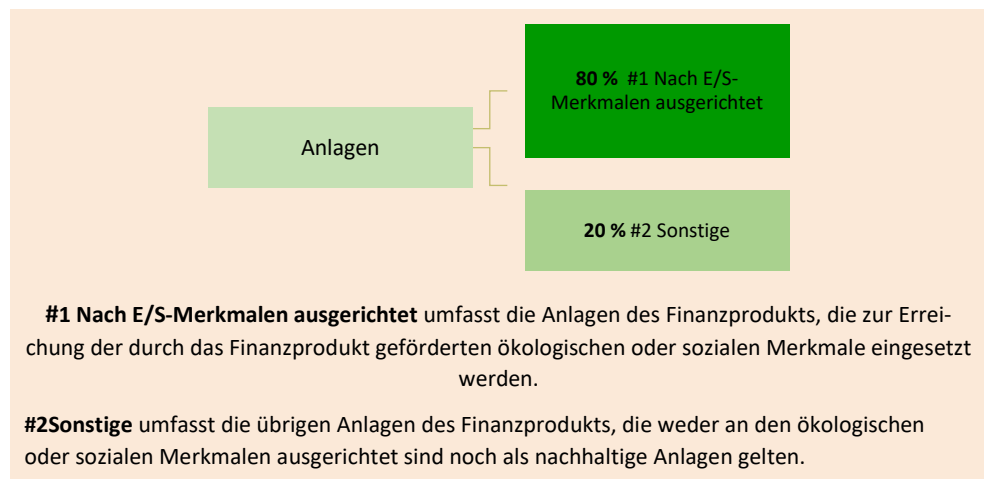 80 % #1 Nach E/S-
Merkmalen ausgerichtet
Anlagen
20 % #2 Sonstige
#1 Nach E/S-Merkmalen ausgerichtet umfasst die Anlagen des Finanzprodukts, die zur Errei-
chung der durch das Finanzprodukt geförderten ökologischen oder sozialen Merkmale eingesetzt
werden.
#2Sonstige umfasst die übrigen Anlagen des Finanzprodukts, die weder an den ökologischen
oder sozialen Merkmalen ausgerichtet sind noch als nachhaltige Anlagen gelten.